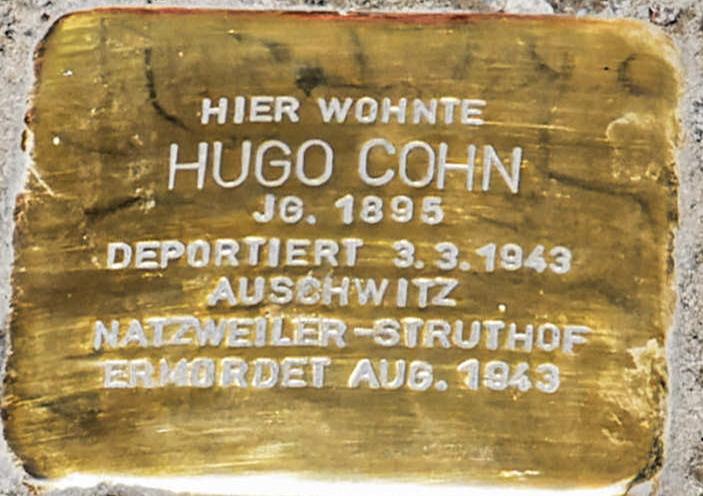 HIER WOHNTE
HUGO COHN
JG. 1895
DEPORTIERT 3.3.1943
AUSCHWITZ
NATZWEILER-STRUTHOF
ERMORDET AUG. 1943